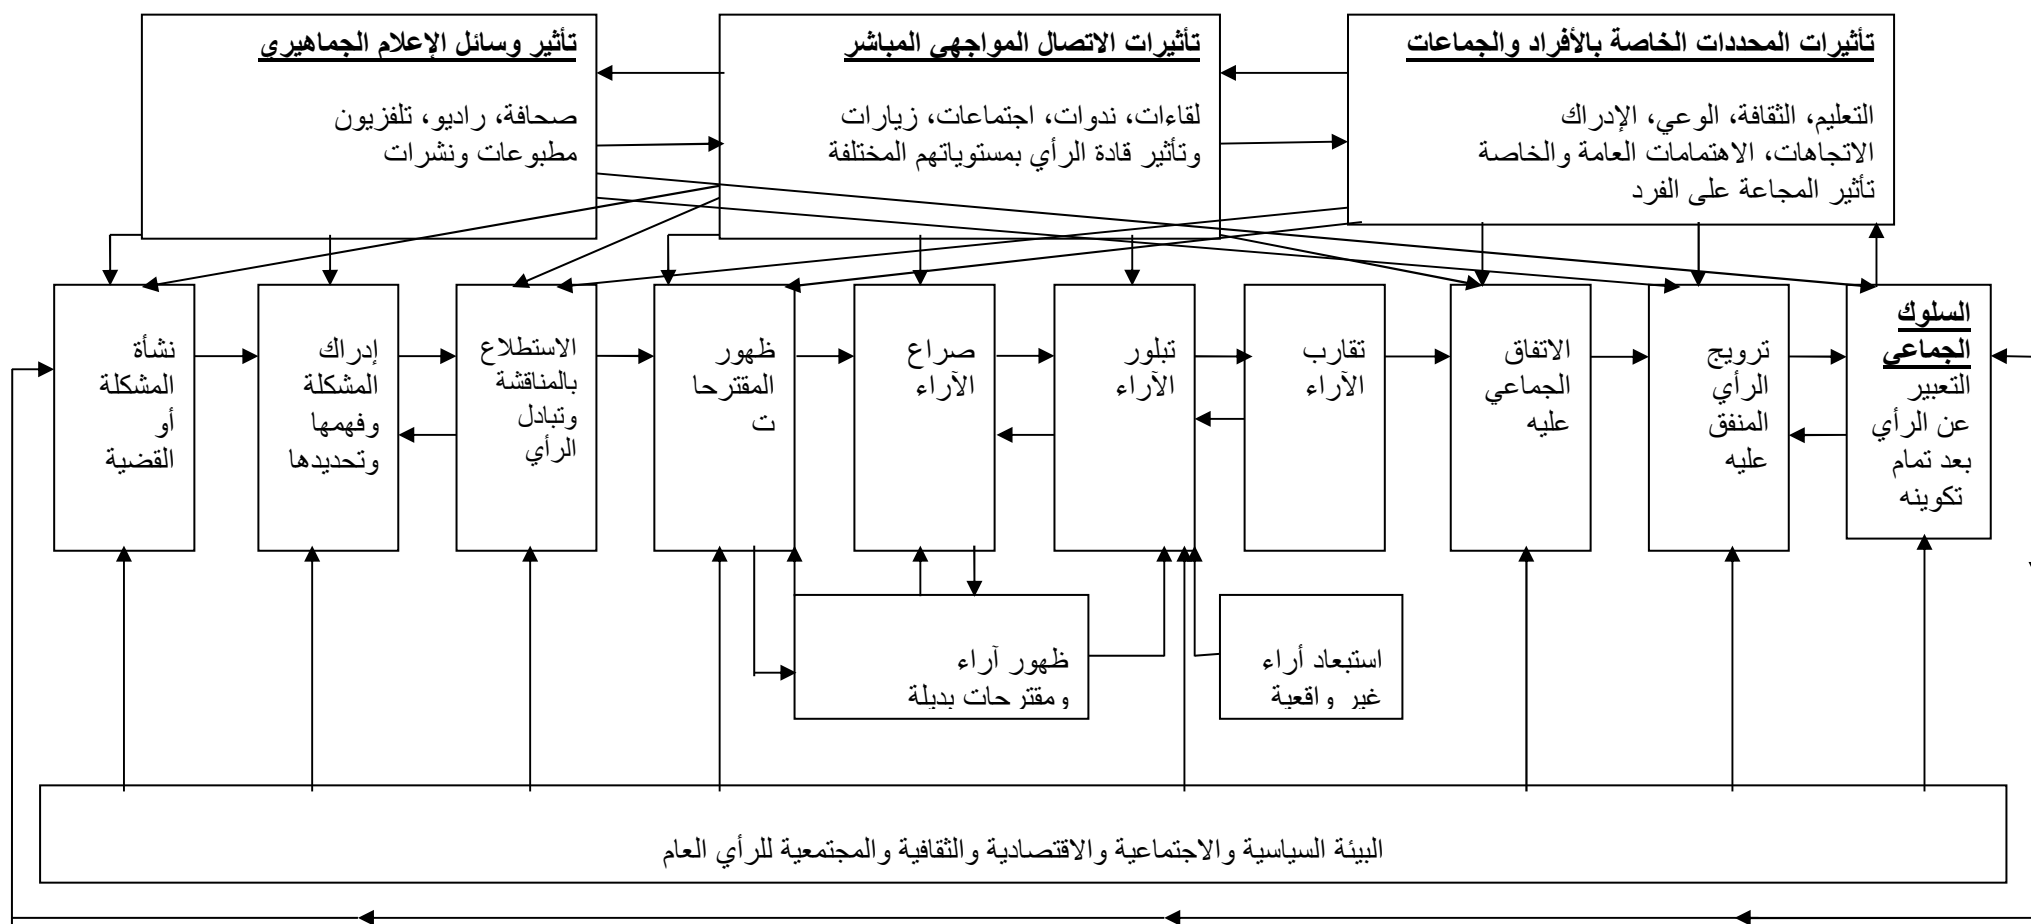 تأثير وسائل الإعلام الجماهيري
صحافة، راديو، تلفزيون
مطبوعات ونشرات
تأثيرات الاتصال المواجهي المباشر
لقاءات، ندوات، اجتماعات، زيارات
وتأثير قادة الرأي بمستوياتهم المختلفة
تأثيرات المحددات الخاصة بالأفراد والجماعات
التعليم، الثقافة، الوعي، الإدراك
الاتجاهات، الاهتمامات العامة والخاصة
تأثير المجاعة على الفرد
نشأة
المشكلة
أو
القضية
إدراك
المشكلة
وفهمها
وتحديدها
الاستطلاع
بالمناقشة
وتبادل
الرأي
ظهور
المقترحا
ت
صراع
الآراء
تبلور
الآراء
تقارب
الآراء
الاتفاق
الجماعي
عليه
ترويج
الرأي
المنفق
عليه
السلوك
الجماعي
التعبير
عن الرأي
بعد تمام
تكوينه
ظهور آراء
ومقترحات بديلة
استبعاد أراء
غير واقعية
البيئة السياسية والاجتماعية والاقتصادية والثقافية والمجتمعية للرأي العام